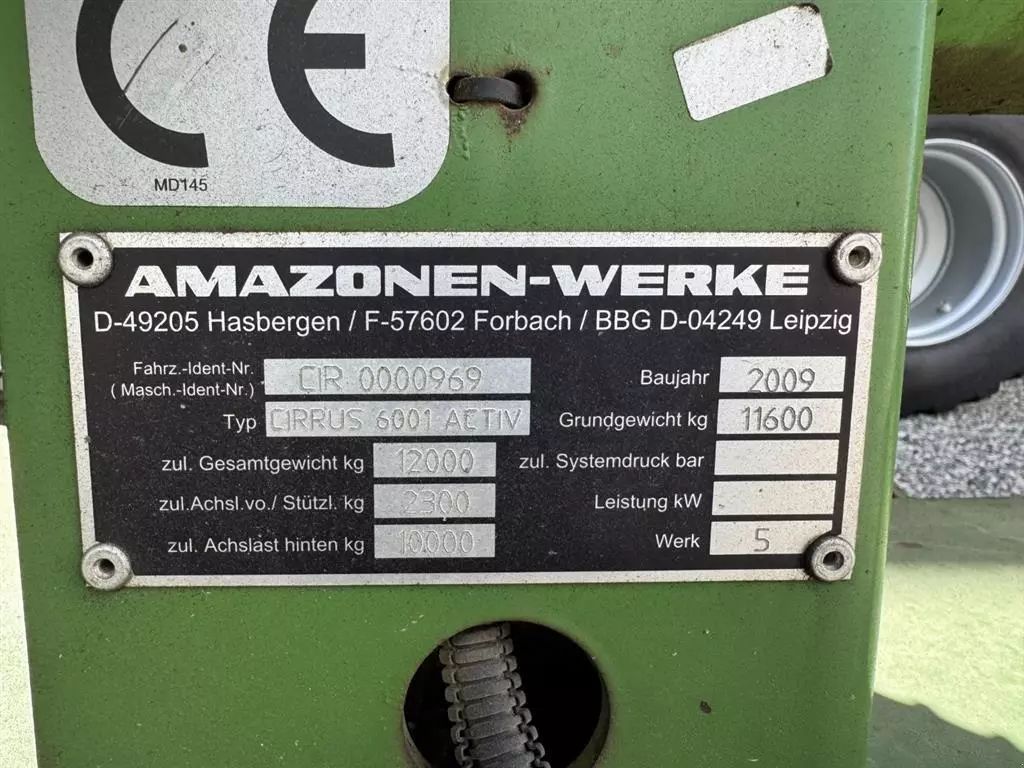 CE
MD145
AMAZONEN-WERKE
D-49205 Hasbergen / F-57602 Forbach / BBG D-04249 Leipzig
Fahrz.-Ident-Nr. (Masch.-Ident-Nr.) CIR 0000969 Baujahr 2009
Typ CIRRUS 6001 ACTIV Grundgewicht kg 11600
zul. Gesamtgewicht kg 12000 zul. Systemdruck bar
zul.Achsl.vo./ Stützl. kg 2300 Leistung kW
zul. Achslast hinten kg 10000 Werk 5